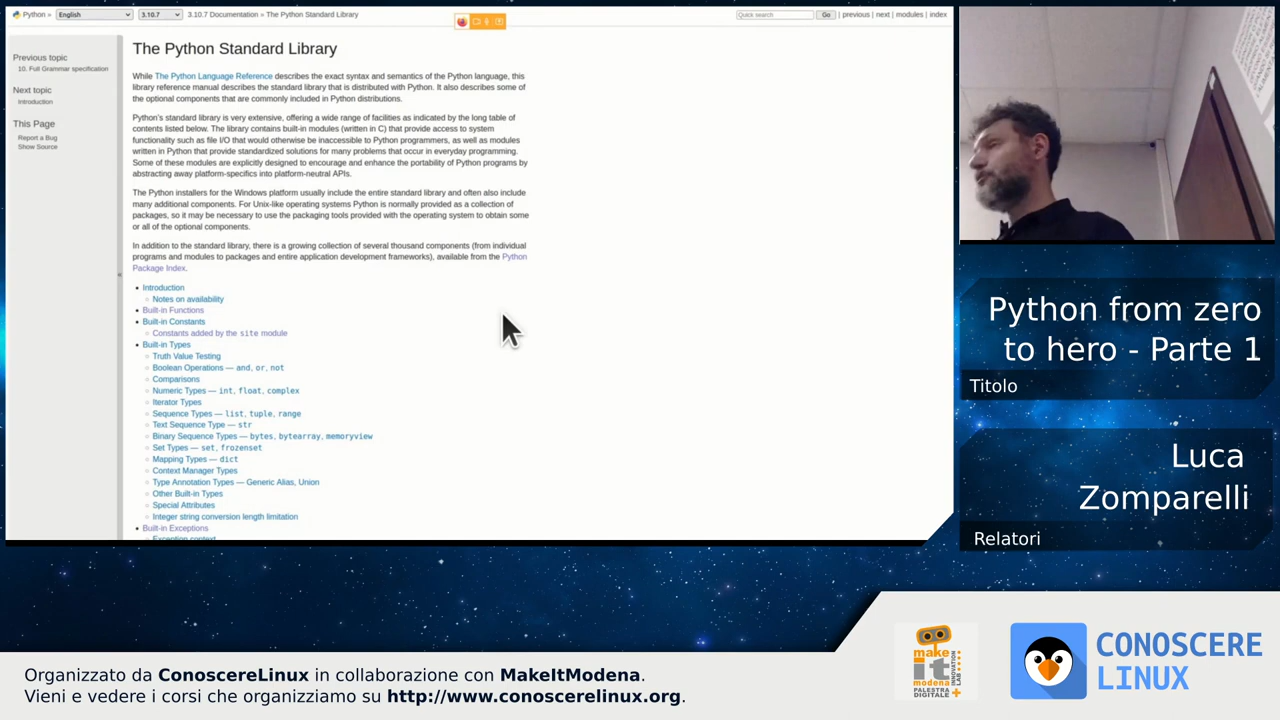 Python »
English
3.10.7
3.10.7 Documentation » The Python Standard Library
Quick search
Go
| previous | next | modules | index
Previous topic
10. Full Grammar specification
Next topic
Introduction
This Page
Report a Bug
Show Source
The Python Standard Library
While The Python Language Reference describes the exact syntax and semantics of the Python language, this
library reference manual describes the standard library that is distributed with Python. It also describes some of
the optional components that are commonly included in Python distributions.
Python's standard library is very extensive, offering a wide range of facilities as indicated by the long table of
contents listed below. The library contains built-in modules (written in C) that provide access to system
functionality such as file I/O that would otherwise be inaccessible to Python programmers, as well as modules
written in Python that provide standardized solutions for many problems that occur in everyday programming.
Some of these modules are explicitly designed to encourage and enhance the portability of Python programs by
abstracting away platform-specifics into platform-neutral APIs.
The Python installers for the Windows platform usually include the entire standard library and often also include
many additional components. For Unix-like operating systems Python is normally provided as a collection of
packages, so it may be necessary to use the packaging tools provided with the operating system to obtain some
or all of the optional components.
In addition to the standard library, there is a growing collection of several thousand components (from individual
programs and modules to packages and entire application development frameworks), available from the Python
Package Index.
• Introduction
○ Notes on availability
• Built-in Functions
• Built-in Constants
○ Constants added by the site module
• Built-in Types
○ Truth Value Testing
○ Boolean Operations — and, or, not
○ Comparisons
○ Numeric Types — int, float, complex
○ Iterator Types
○ Sequence Types — list, tuple, range
○ Text Sequence Type — str
○ Binary Sequence Types — bytes, bytearray, memoryview
○ Set Types — set, frozenset
○ Mapping Types — dict
○ Context Manager Types
○ Type Annotation Types — Generic Alias, Union
○ Other Built-in Types
○ Special Attributes
○ Integer string conversion length limitation
• Built-in Exceptions
○ Exception context
Python from zero
to hero - Parte 1
Titolo
Luca
Zomparelli
Relatori
make
it
modena
PALESTRA
DIGITALE
INNOVATION
LAB
CONOSCERE
LINUX
Organizzato da ConoscereLinux in collaborazione con MakeItModena.
Vieni e vedere i corsi che organizziamo su http://www.conoscerelinux.org.